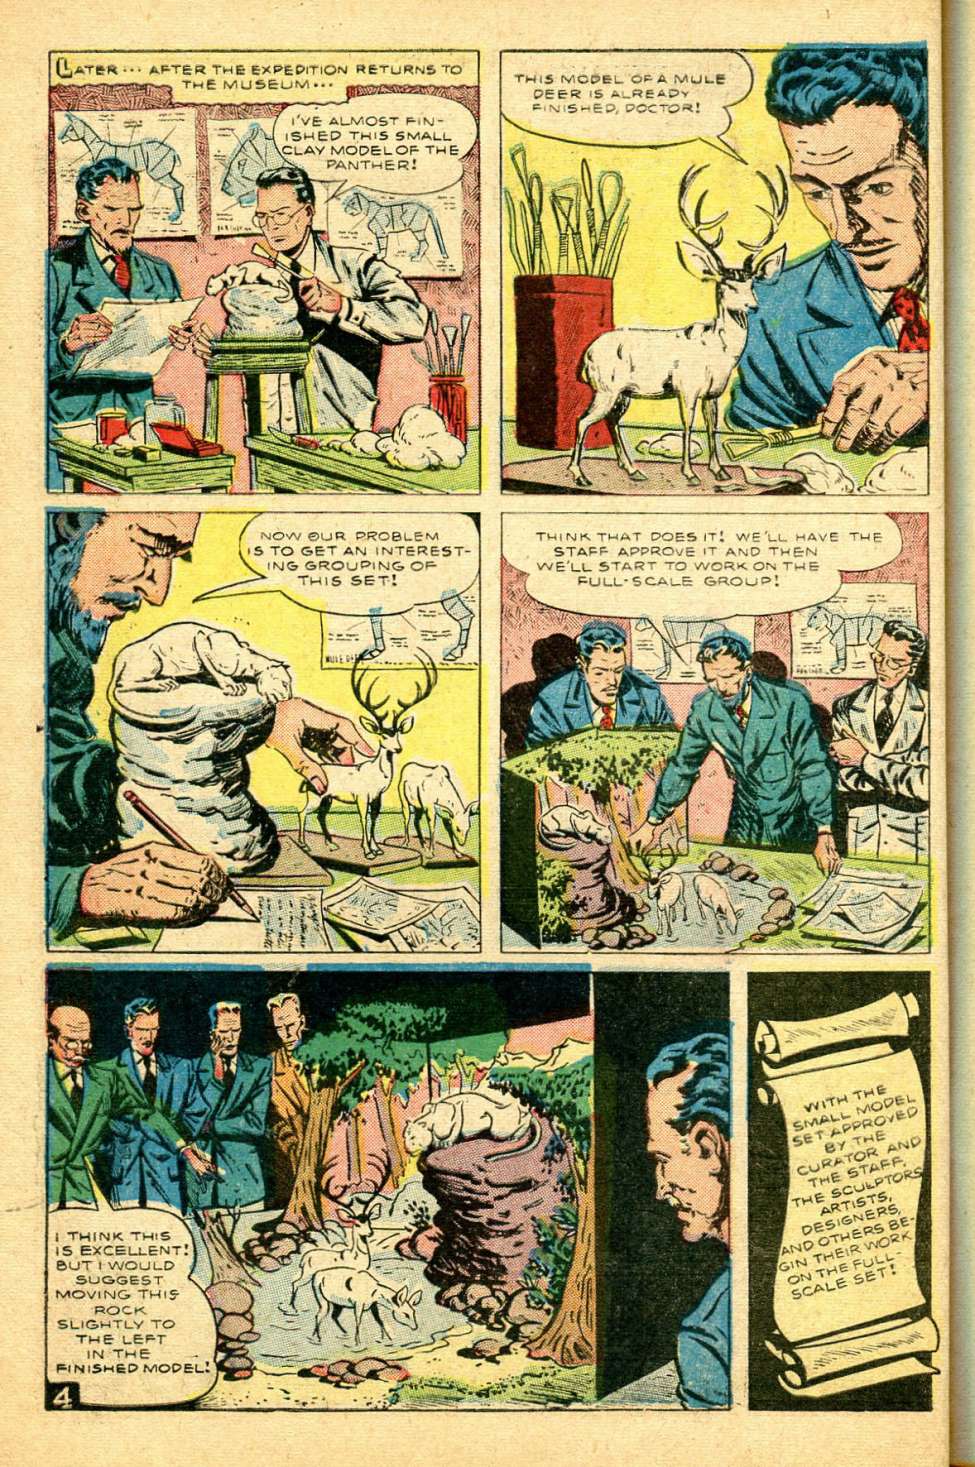 LATER... AFTER THE EXPEDITION RETURNS TO
THE MUSEUM...
I'VE ALMOST FIN-
ISHED THIS SMALL
CLAY MODEL OF THE
PANTHER!
THIS MODEL OF A MULE
DEER IS ALREADY
FINISHED, DOCTOR!
NOW OUR PROBLEM
IS TO GET AN INTEREST-
ING GROUPING OF
THIS SET!
MULE DEER
THINK THAT DOES IT! WE'LL HAVE THE
STAFF APPROVE IT AND THEN
WE'LL START TO WORK ON THE
FULL-SCALE GROUP!
PANTHER
I THINK THIS
IS EXCELLENT!
BUT I WOULD
SUGGEST
MOVING THIS
ROCK
SLIGHTLY TO
THE LEFT
IN THE
FINISHED MODEL!
4
WITH THE
SMALL MODEL
SET APPROVED
BY THE
CURATOR AND
THE STAFF,
THE SCULPTORS,
ARTISTS,
DESIGNERS,
AND OTHERS BE-
GIN THEIR WORK
ON THE FULL-
SCALE SET!